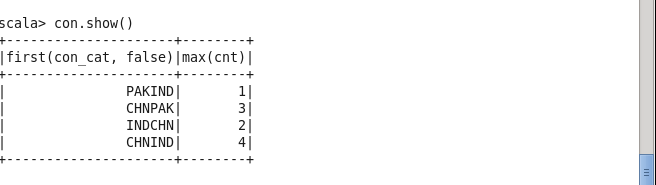 scala> con.show()
+---------------------+--------+
|first(con_cat, false)|max(cnt)|
+---------------------+--------+
|               PAKIND|       1|
|               CHNPAK|       3|
|               INDCHN|       2|
|               CHNIND|       4|
+---------------------+--------+